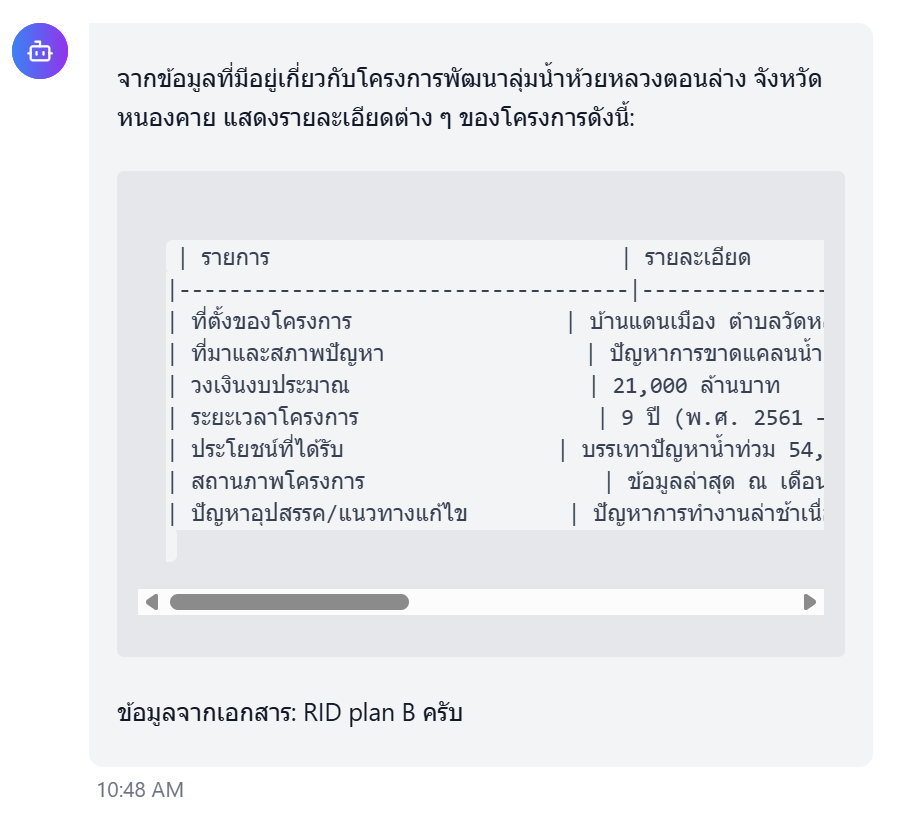 จากข้อมูลที่มีอยู่เกี่ยวกับโครงการพัฒนาลุ่มน้ำห้วยหลวงตอนล่าง จังหวัด
หนองคาย แสดงรายละเอียดต่าง ๆ ของโครงการดังนี้:
| รายการ | รายละเอียด
|------------------------------------|---------------
| ที่ตั้งของโครงการ | บ้านแดนเมือง ตำบลวัดห
| ที่มาและสภาพปัญหา | ปัญหาการขาดแคลนน้ำ
| วงเงินงบประมาณ | 21,000 ล้านบาท
| ระยะเวลาโครงการ | 9 ปี (พ.ศ. 2561 –
| ประโยชน์ที่ได้รับ | บรรเทาปัญหาน้ำท่วม 54,
| สถานภาพโครงการ | ข้อมูลล่าสุด ณ เดือน
| ปัญหาอุปสรรค/แนวทางแก้ไข | ปัญหาการทำงานล่าช้าเนื่
ข้อมูลจากเอกสาร: RID plan B ครับ
10:48 AM